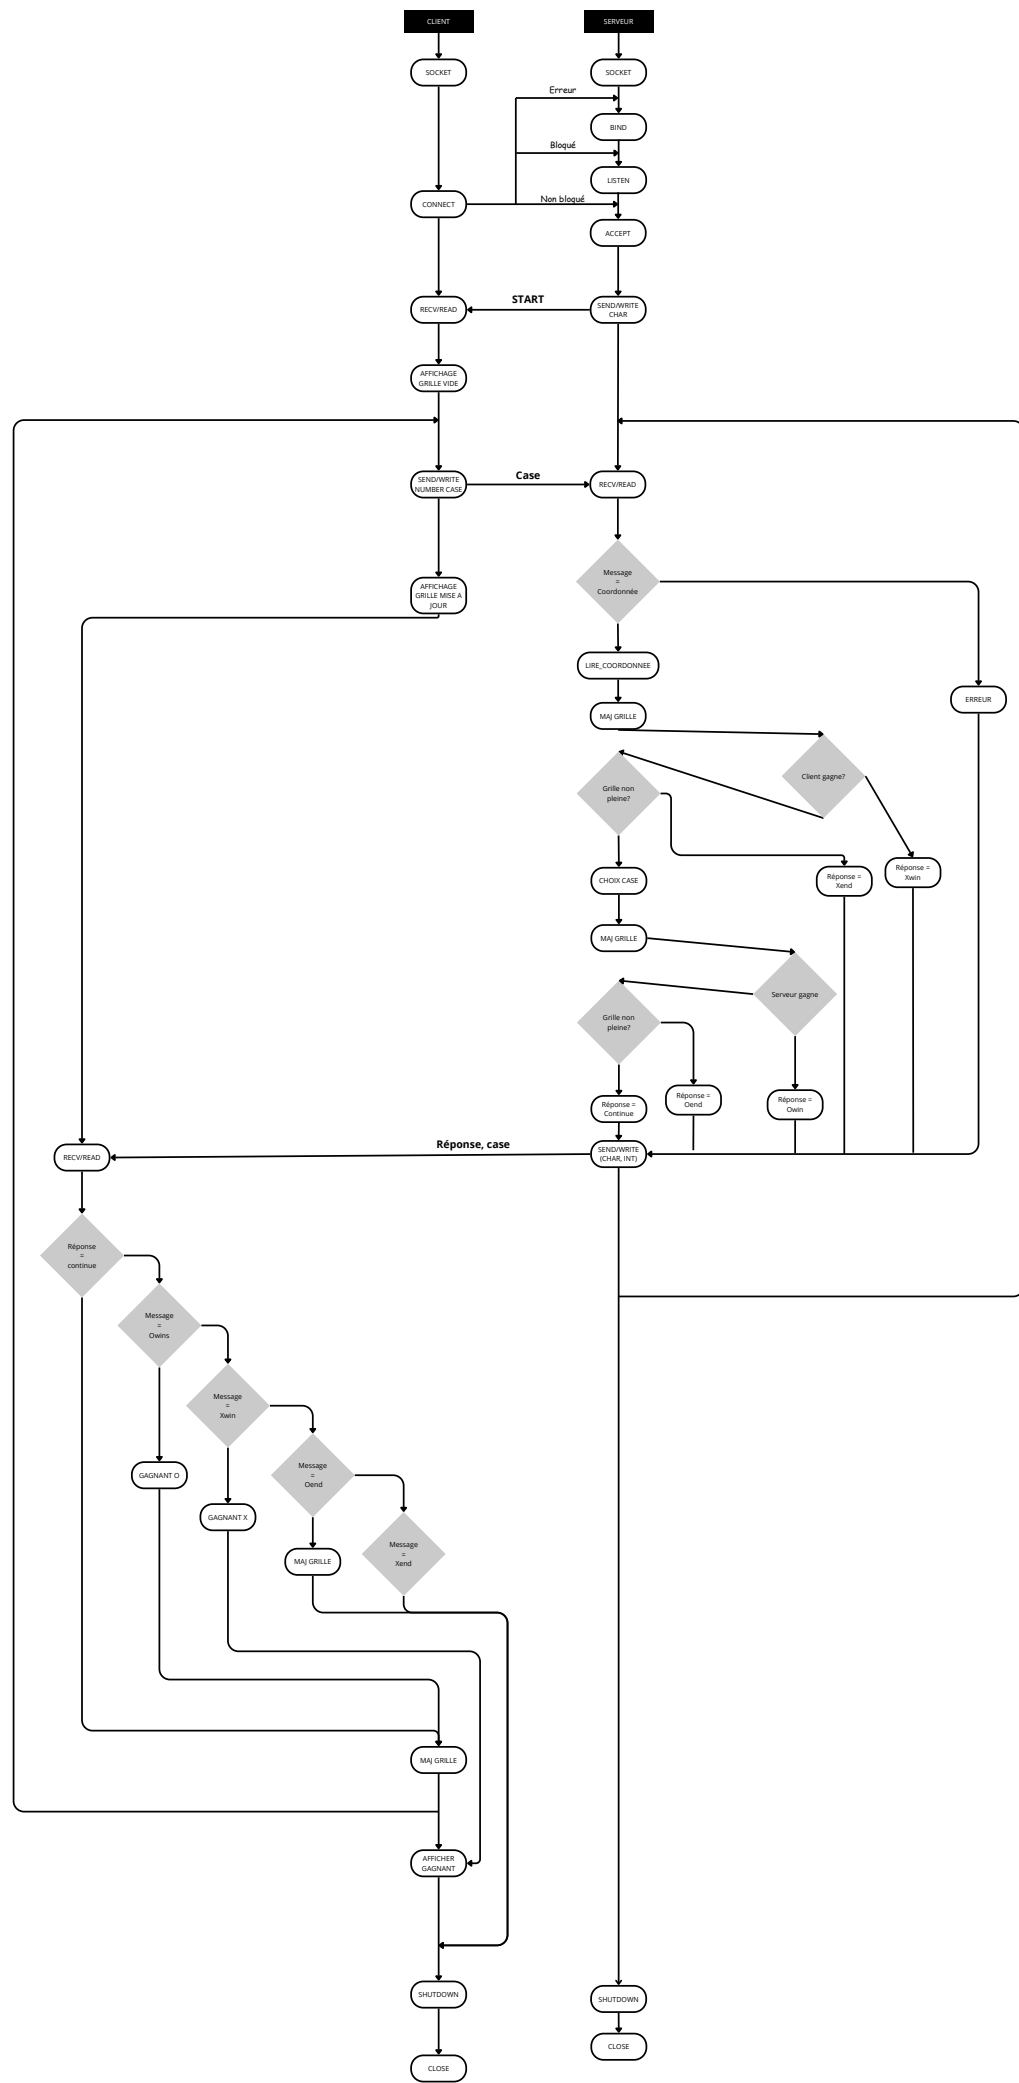 CLIENT
SERVEUR
SOCKET
SOCKET
Erreur
BIND
Bloqué
LISTEN
CONNECT
Non bloqué
ACCEPT
RECV/READ
START
SEND/WRITE
CHAR
AFFICHAGE
GRILLE VIDE
SEND/WRITE
NUMBER CASE
Case
RECV/READ
Message
=
Coordonnée
AFFICHAGE
GRILLE MISE A
JOUR
LIRE_COORDONNEE
ERREUR
MAJ GRILLE
Client gagne?
Grille non
pleine?
CHOIX CASE
Réponse =
Xend
Réponse =
Xwin
MAJ GRILLE
Serveur gagne
Grille non
pleine?
Réponse =
Continue
Réponse =
Oend
Réponse =
Owin
RECV/READ
Réponse, case
SEND/WRITE
(CHAR, INT)
Réponse
=
continue
Message
=
Owins
Message
=
Xwin
Message
=
Oend
GAGNANT O
GAGNANT X
MAJ GRILLE
Message
=
Xend
MAJ GRILLE
AFFICHER
GAGNANT
SHUTDOWN
SHUTDOWN
CLOSE
CLOSE